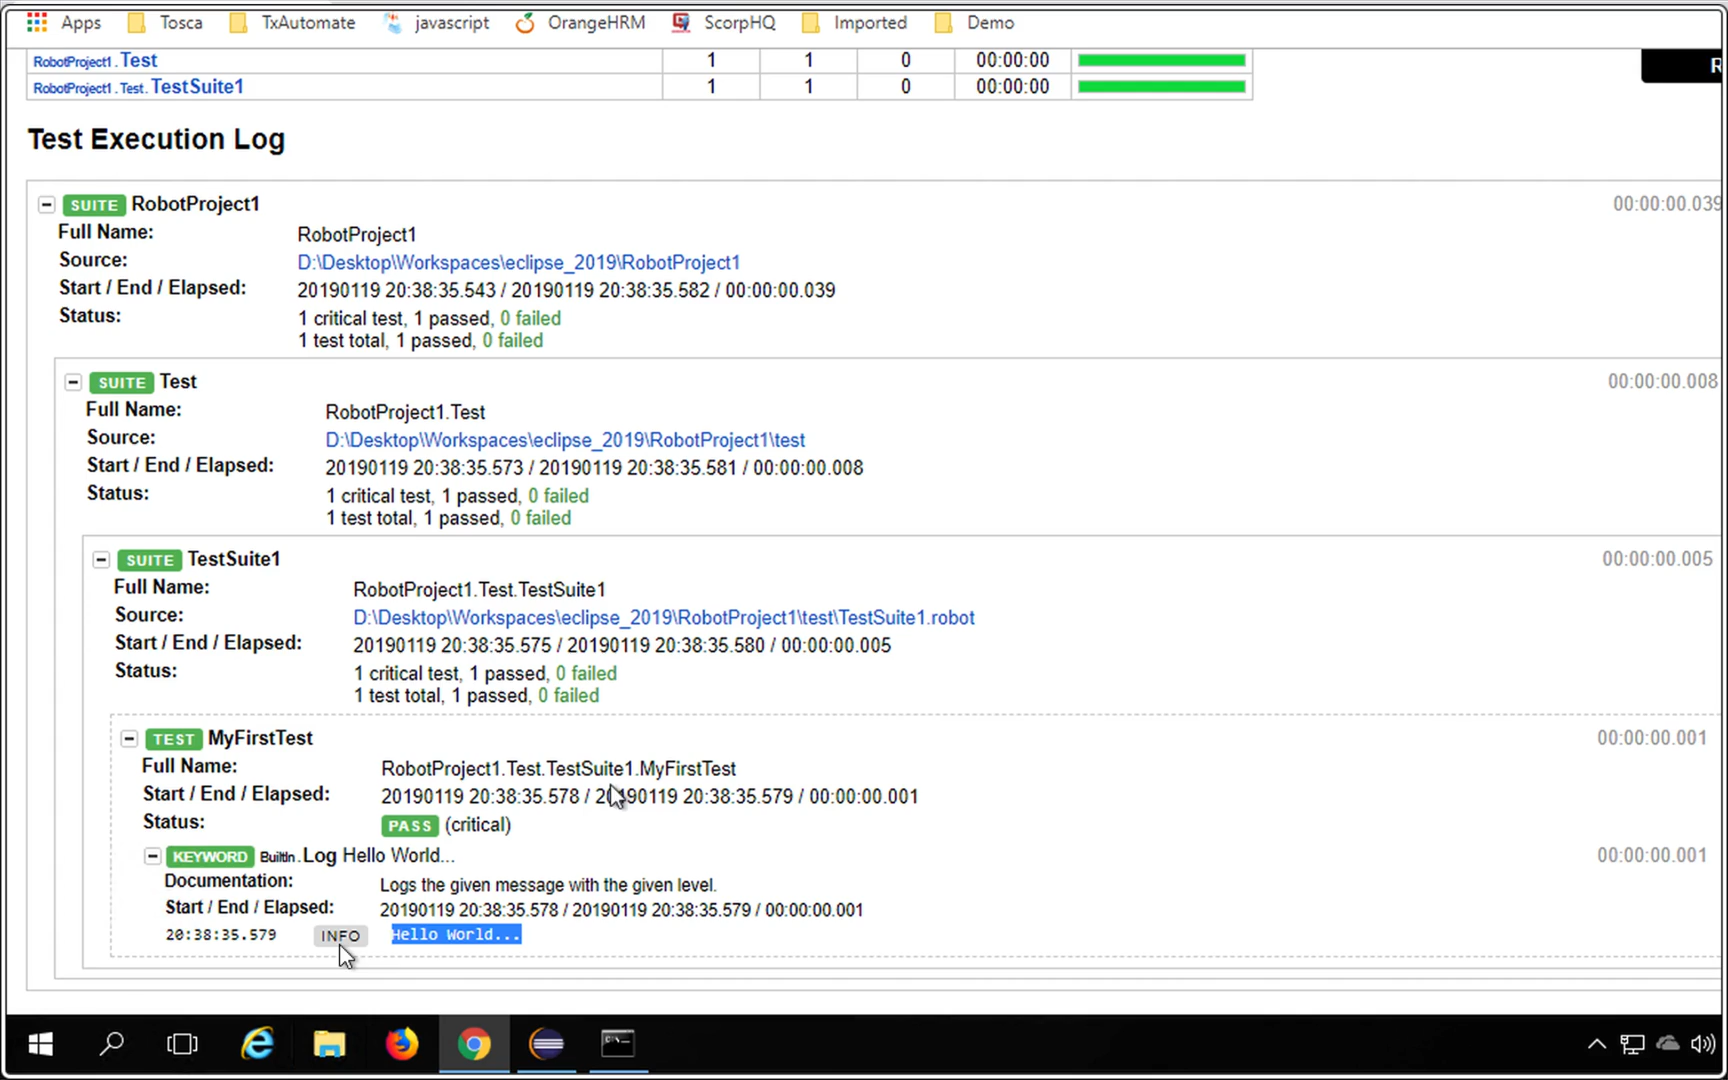 Apps Tosca TxAutomate javascript OrangeHRM ScorpHQ Imported Demo
RobotProject1 . Test 1 1 0 00:00:00
R
RobotProject1 . Test . TestSuite1 1 1 0 00:00:00
Test Execution Log
SUITE RobotProject1 00:00:00.039
Full Name: RobotProject1
Source: D:\Desktop\Workspaces\eclipse_2019\RobotProject1
Start / End / Elapsed: 20190119 20:38:35.543 / 20190119 20:38:35.582 / 00:00:00.039
Status: 1 critical test, 1 passed, 0 failed
1 test total, 1 passed, 0 failed
SUITE Test 00:00:00.008
Full Name: RobotProject1.Test
Source: D:\Desktop\Workspaces\eclipse_2019\RobotProject1\test
Start / End / Elapsed: 20190119 20:38:35.573 / 20190119 20:38:35.581 / 00:00:00.008
Status: 1 critical test, 1 passed, 0 failed
1 test total, 1 passed, 0 failed
SUITE TestSuite1 00:00:00.005
Full Name: RobotProject1.Test.TestSuite1
Source: D:\Desktop\Workspaces\eclipse_2019\RobotProject1\test\TestSuite1.robot
Start / End / Elapsed: 20190119 20:38:35.575 / 20190119 20:38:35.580 / 00:00:00.005
Status: 1 critical test, 1 passed, 0 failed
1 test total, 1 passed, 0 failed
TEST MyFirstTest 00:00:00.001
Full Name: RobotProject1.Test.TestSuite1.MyFirstTest
Start / End / Elapsed: 20190119 20:38:35.578 / 20190119 20:38:35.579 / 00:00:00.001
Status: PASS (critical)
KEYWORD BuiltIn . Log Hello World... 00:00:00.001
Documentation: Logs the given message with the given level.
Start / End / Elapsed: 20190119 20:38:35.578 / 20190119 20:38:35.579 / 00:00:00.001
20:38:35.579 INFO Hello World...